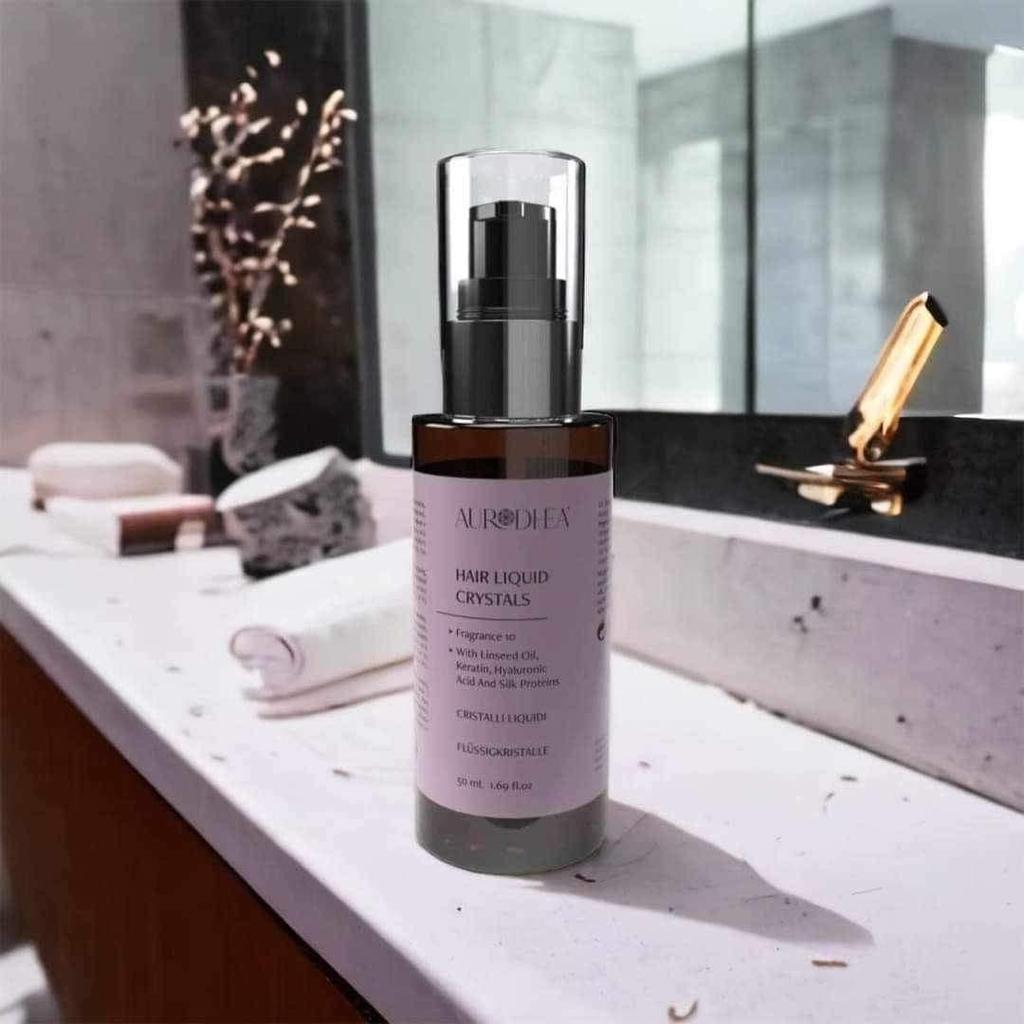 AURODHEA
HAIR LIQUID
CRYSTALS
• Fragrance 10
• With Linseed Oil,
Keratin, Hyaluronic
Acid And Silk Proteins
CRISTALLI LIQUIDI
FLÜSSIGKRISTALLE
50 mL 1.69 fl.oz